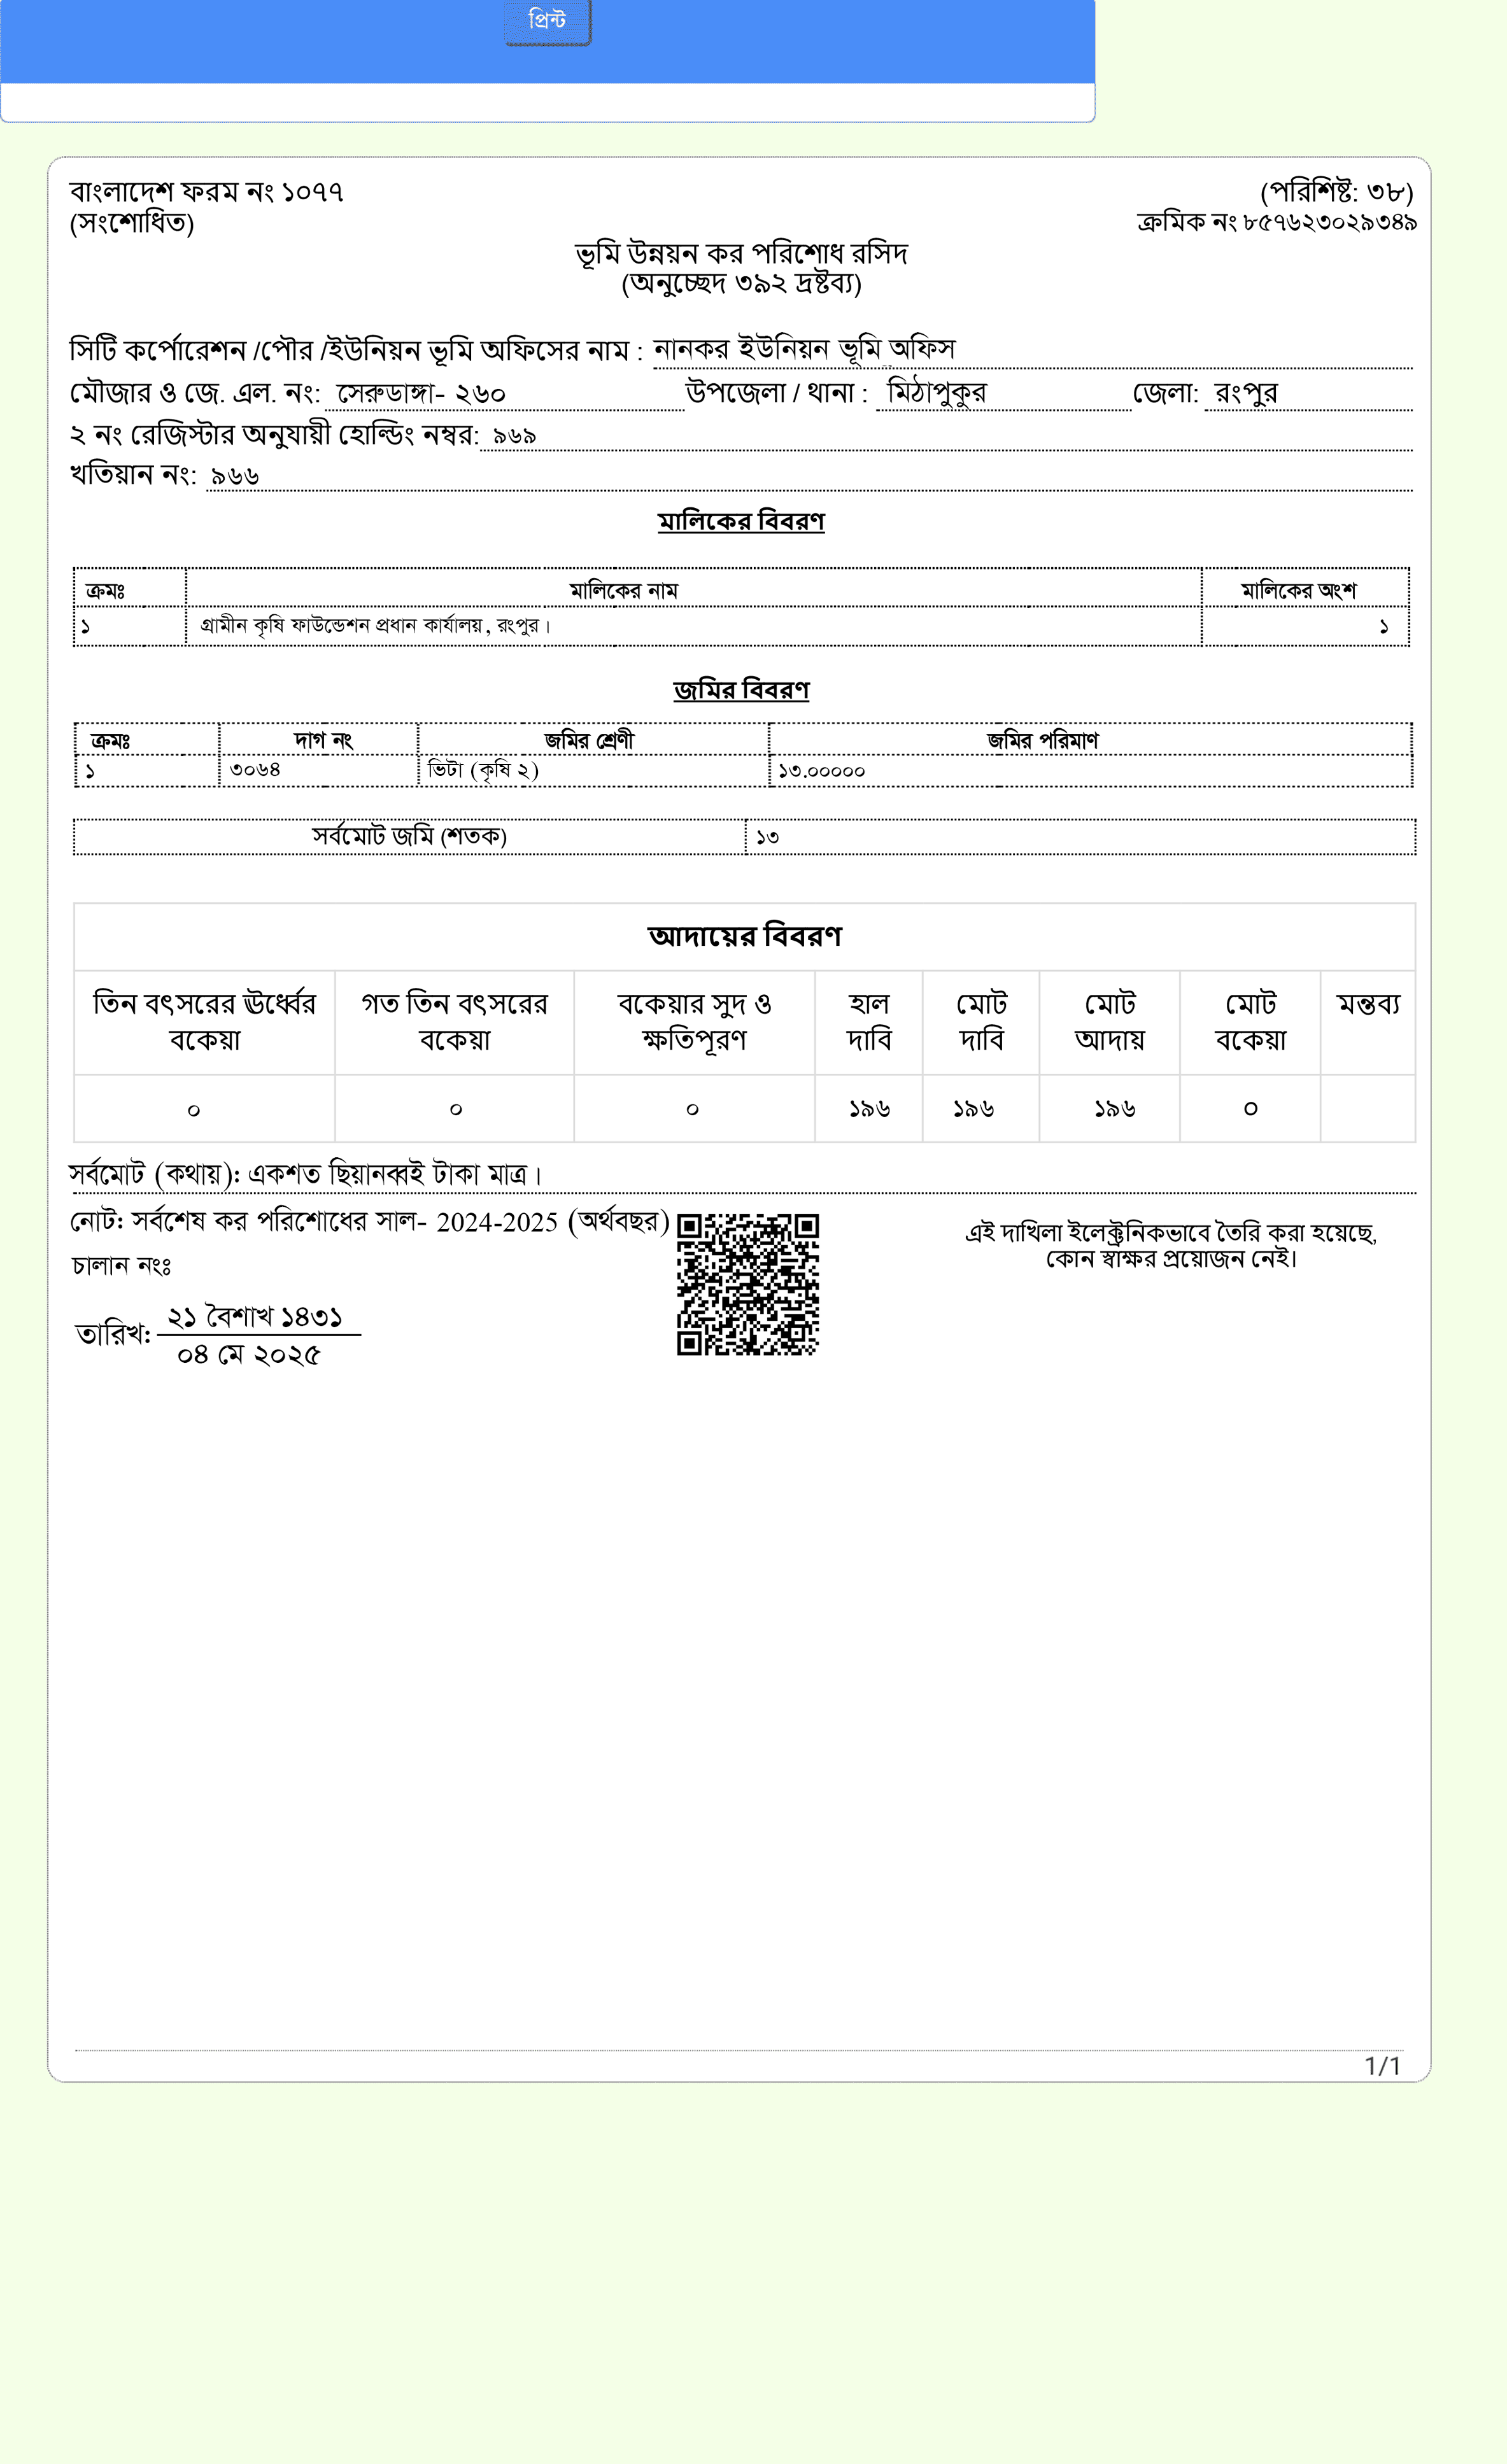 প্রিন্ট
বাংলাদেশ ফরম নং ১০৭৭
(সংশোধিত)
(পরিশিষ্ট: ৩৮)
ক্রমিক নং ৮৫৭৬২৩০২৯৩৪৯
ভূমি উন্নয়ন কর পরিশোধ রসিদ
(অনুচ্ছেদ ৩৯২ দ্রষ্টব্য)
সিটি কর্পোরেশন /পৌর /ইউনিয়ন ভূমি অফিসের নাম : নানকর ইউনিয়ন ভূমি অফিস
মৌজার ও জে. এল. নং: সেরুডাঙ্গা- ২৬০ উপজেলা / থানা : মিঠাপুকুর জেলা: রংপুর
২ নং রেজিস্টার অনুযায়ী হোল্ডিং নম্বর: ৯৬৯
খতিয়ান নং: ৯৬৬
মালিকের বিবরণ
ক্রমঃ মালিকের নাম মালিকের অংশ
১ গ্রামীন কৃষি ফাউন্ডেশন প্রধান কার্যালয়, রংপুর। ১
জমির বিবরণ
ক্রমঃ দাগ নং জমির শ্রেণী জমির পরিমাণ
১ ৩০৬৪ ভিটা (কৃষি ২) ১৩.০০০০০
সর্বমোট জমি (শতক) ১৩
আদায়ের বিবরণ
তিন বৎসরের ঊর্ধ্বের বকেয়া গত তিন বৎসরের বকেয়া বকেয়ার সুদ ও ক্ষতিপূরণ হাল দাবি মোট দাবি মোট আদায় মোট বকেয়া মন্তব্য
০ ০ ০ ১৯৬ ১৯৬ ১৯৬ ০
সর্বমোট (কথায়): একশত ছিয়ানব্বই টাকা মাত্র।
নোট: সর্বশেষ কর পরিশোধের সাল- 2024-2025 (অর্থবছর)
চালান নংঃ
তারিখ: ২১ বৈশাখ ১৪৩১
০৪ মে ২০২৫
এই দাখিলা ইলেক্ট্রনিকভাবে তৈরি করা হয়েছে,
কোন স্বাক্ষর প্রয়োজন নেই।
1/1